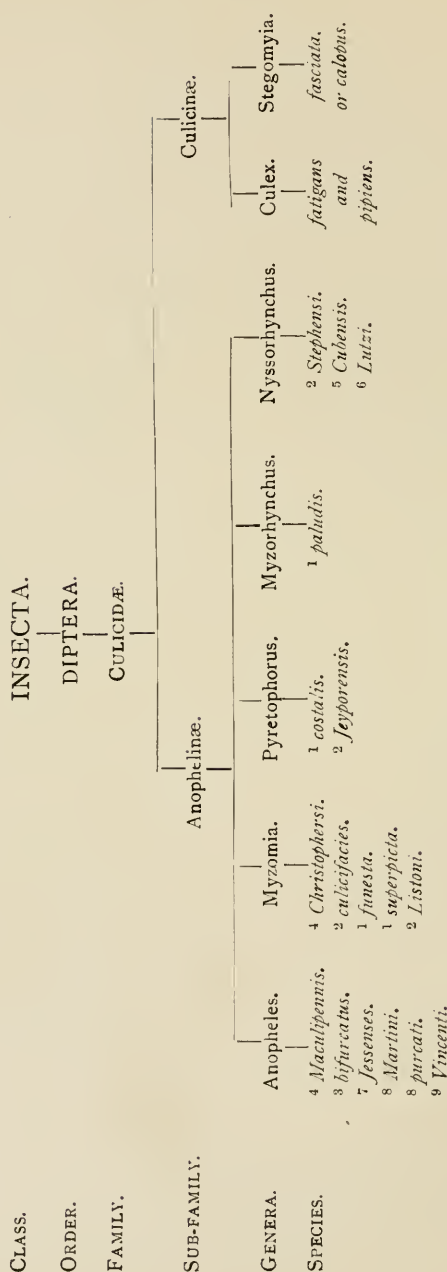 CLASS. INSECTA.
ORDER. DIPTERA.
FAMILY. CULICIDÆ.
SUB-FAMILY. Anophelinæ. Culicinæ.
GENERA. Anopheles. Myzomia. Pyretophorus. Myzorhynchus. Nyssorhynchus. Culex. Stegomyia.
SPECIES. 4 Maculipennis. 4 Christophersi. 1 costalis. 1 paludis. 2 Stephensi. fatigans fasciata.
3 bifurcatus. 2 culicifacies. 2 Jeyporensis. 5 Cubensis. and or calopus.
7 Jessenses. 1 funesta. 6 Lutzi. pipiens.
8 Martini. 1 superpicta.
8 purcati. 2 Listoni.
9 Vincenti.